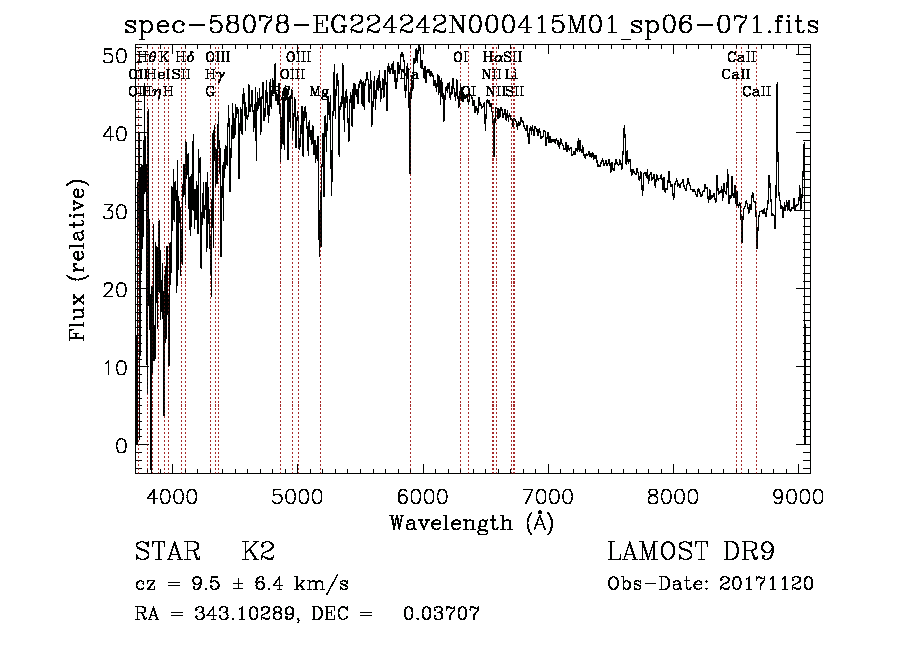 spec-58078-EG224242N000415M01_sp06-071.fits
Hθ K Hδ OIII OIII OI Hα SII CaII
OII HeI SII Hγ OIII NII Li CaII
OII Hη H G Mg Na OI NII SII CaII
50
40
30
20
10
0
Flux (relative)
4000 5000 6000 7000 8000 9000
Wavelength (Å)
STAR K2 LAMOST DR9
cz = 9.5 ± 6.4 km/s Obs-Date: 20171120
RA = 343.10289, DEC = 0.03707